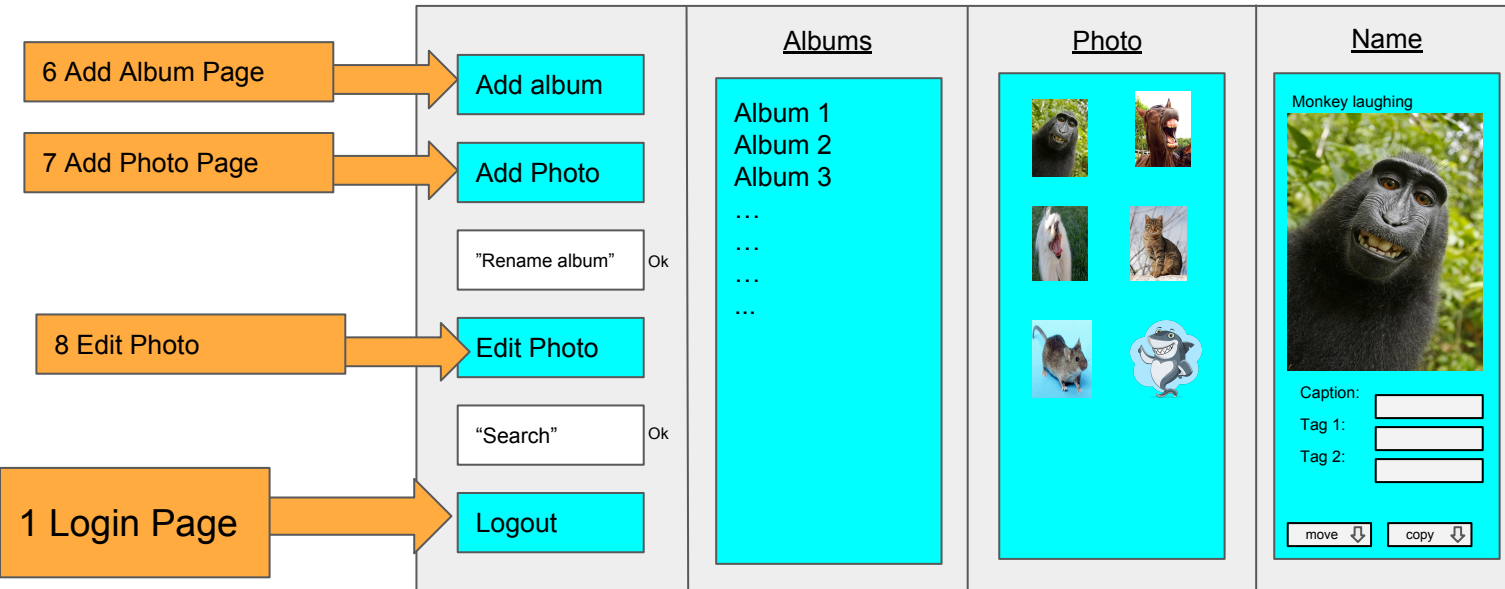 6 Add Album Page
7 Add Photo Page
8 Edit Photo
1 Login Page
Add album
Add Photo
”Rename album” Ok
Edit Photo
“Search” Ok
Logout
Albums
Album 1
Album 2
Album 3
…
…
…
...
Photo
Name
Monkey laughing
Caption:
Tag 1:
Tag 2:
move
copy